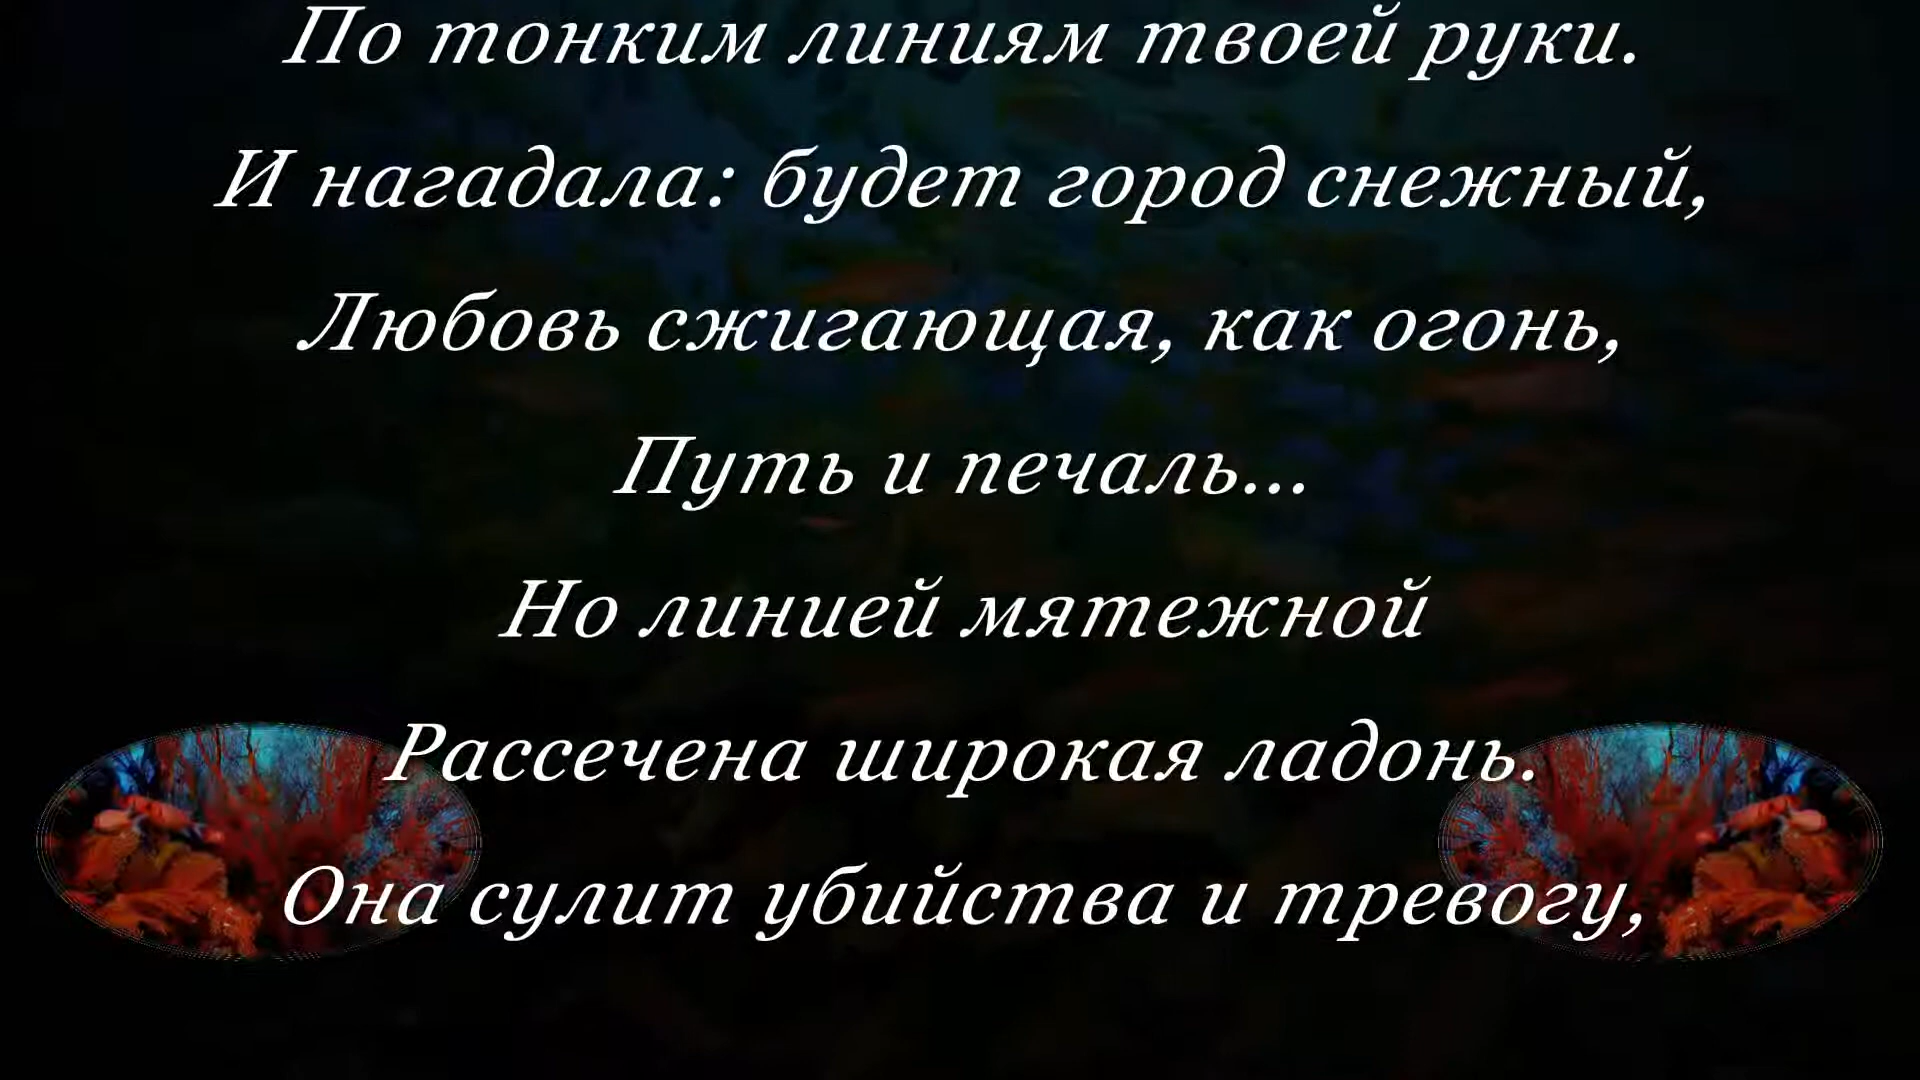 По тонким линиям твоей руки.
И нагадала: будет город снежный,
Любовь сжигающая, как огонь,
Путь и печаль...
Но линией мятежной
Рассечена широкая ладонь.
Она сулит убийства и тревогу,